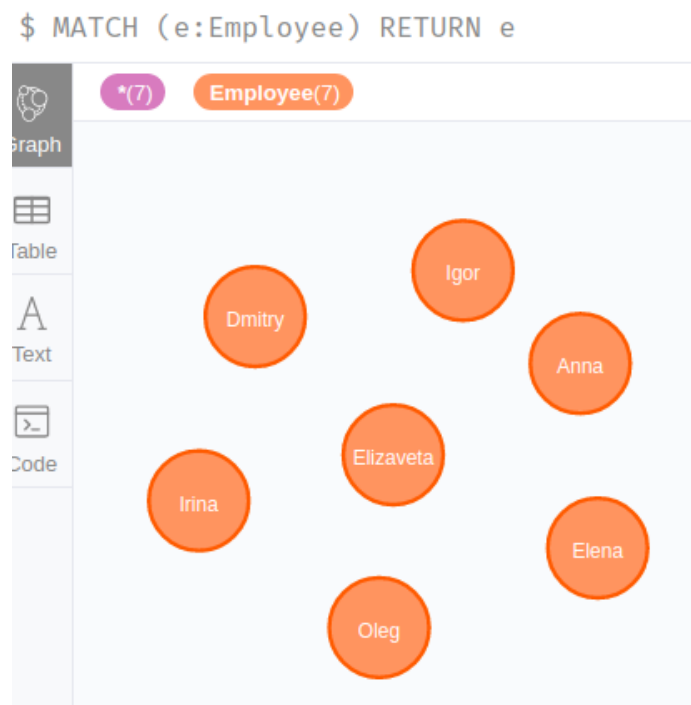 $ MATCH (e:Employee) RETURN e
*(7) Employee(7)
Graph
Table
Text
Code
Igor
Dmitry
Anna
Elizaveta
Irina
Elena
Oleg